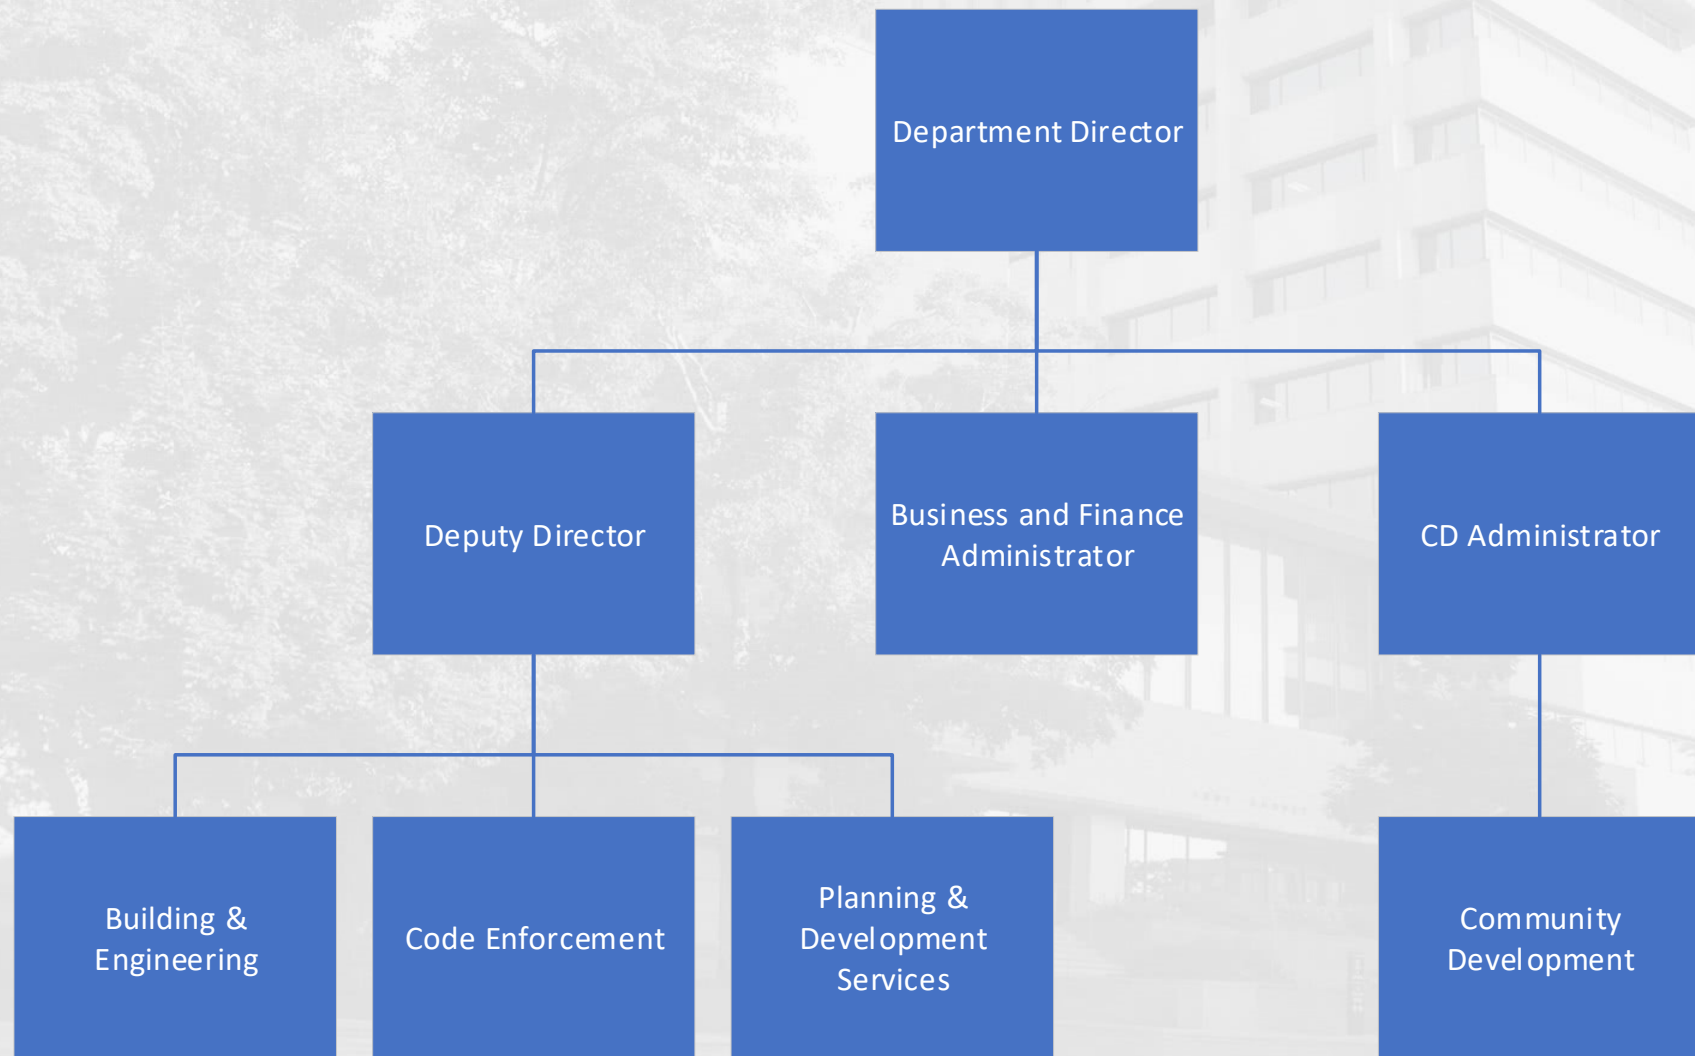 Department Director
Deputy Director
Business and Finance
Administrator
CD Administrator
Building &
Engineering
Code Enforcement
Planning &
Development
Services
Community
Development